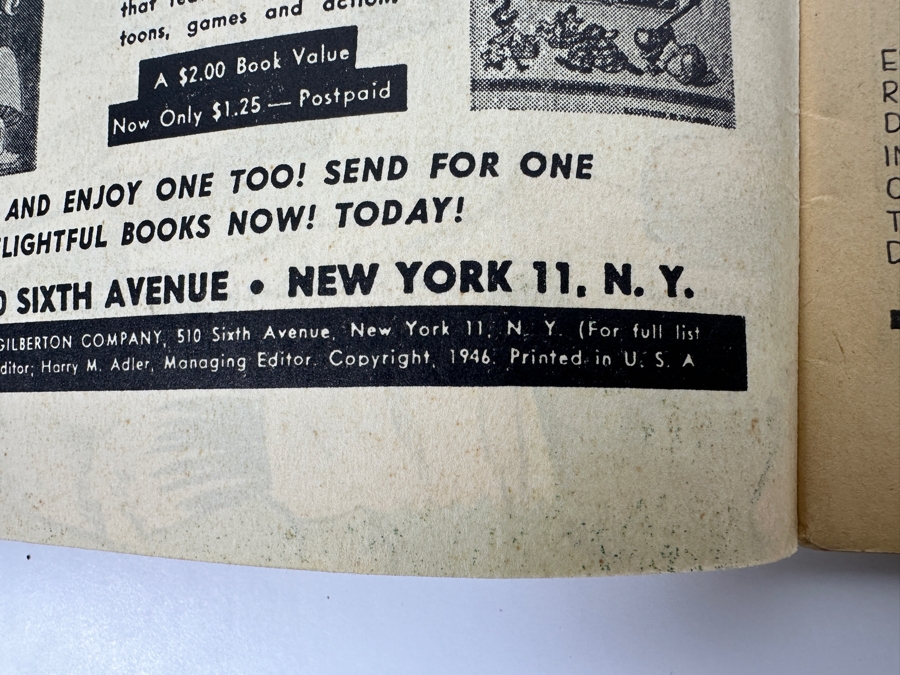 that
toons, games and action
A $2.00 Book Value
Now Only $1.25 — Postpaid
AND ENJOY ONE TOO! SEND FOR ONE
LIGHTFUL BOOKS NOW! TODAY!
SIXTH AVENUE • NEW YORK 11, N. Y.
GILBERTON COMPANY, 510 Sixth Avenue, New York 11, N. Y. (For full list
ditor; Harry M. Adler, Managing Editor. Copyright, 1946. Printed in U. S. A
E
R
D
IN
T
D